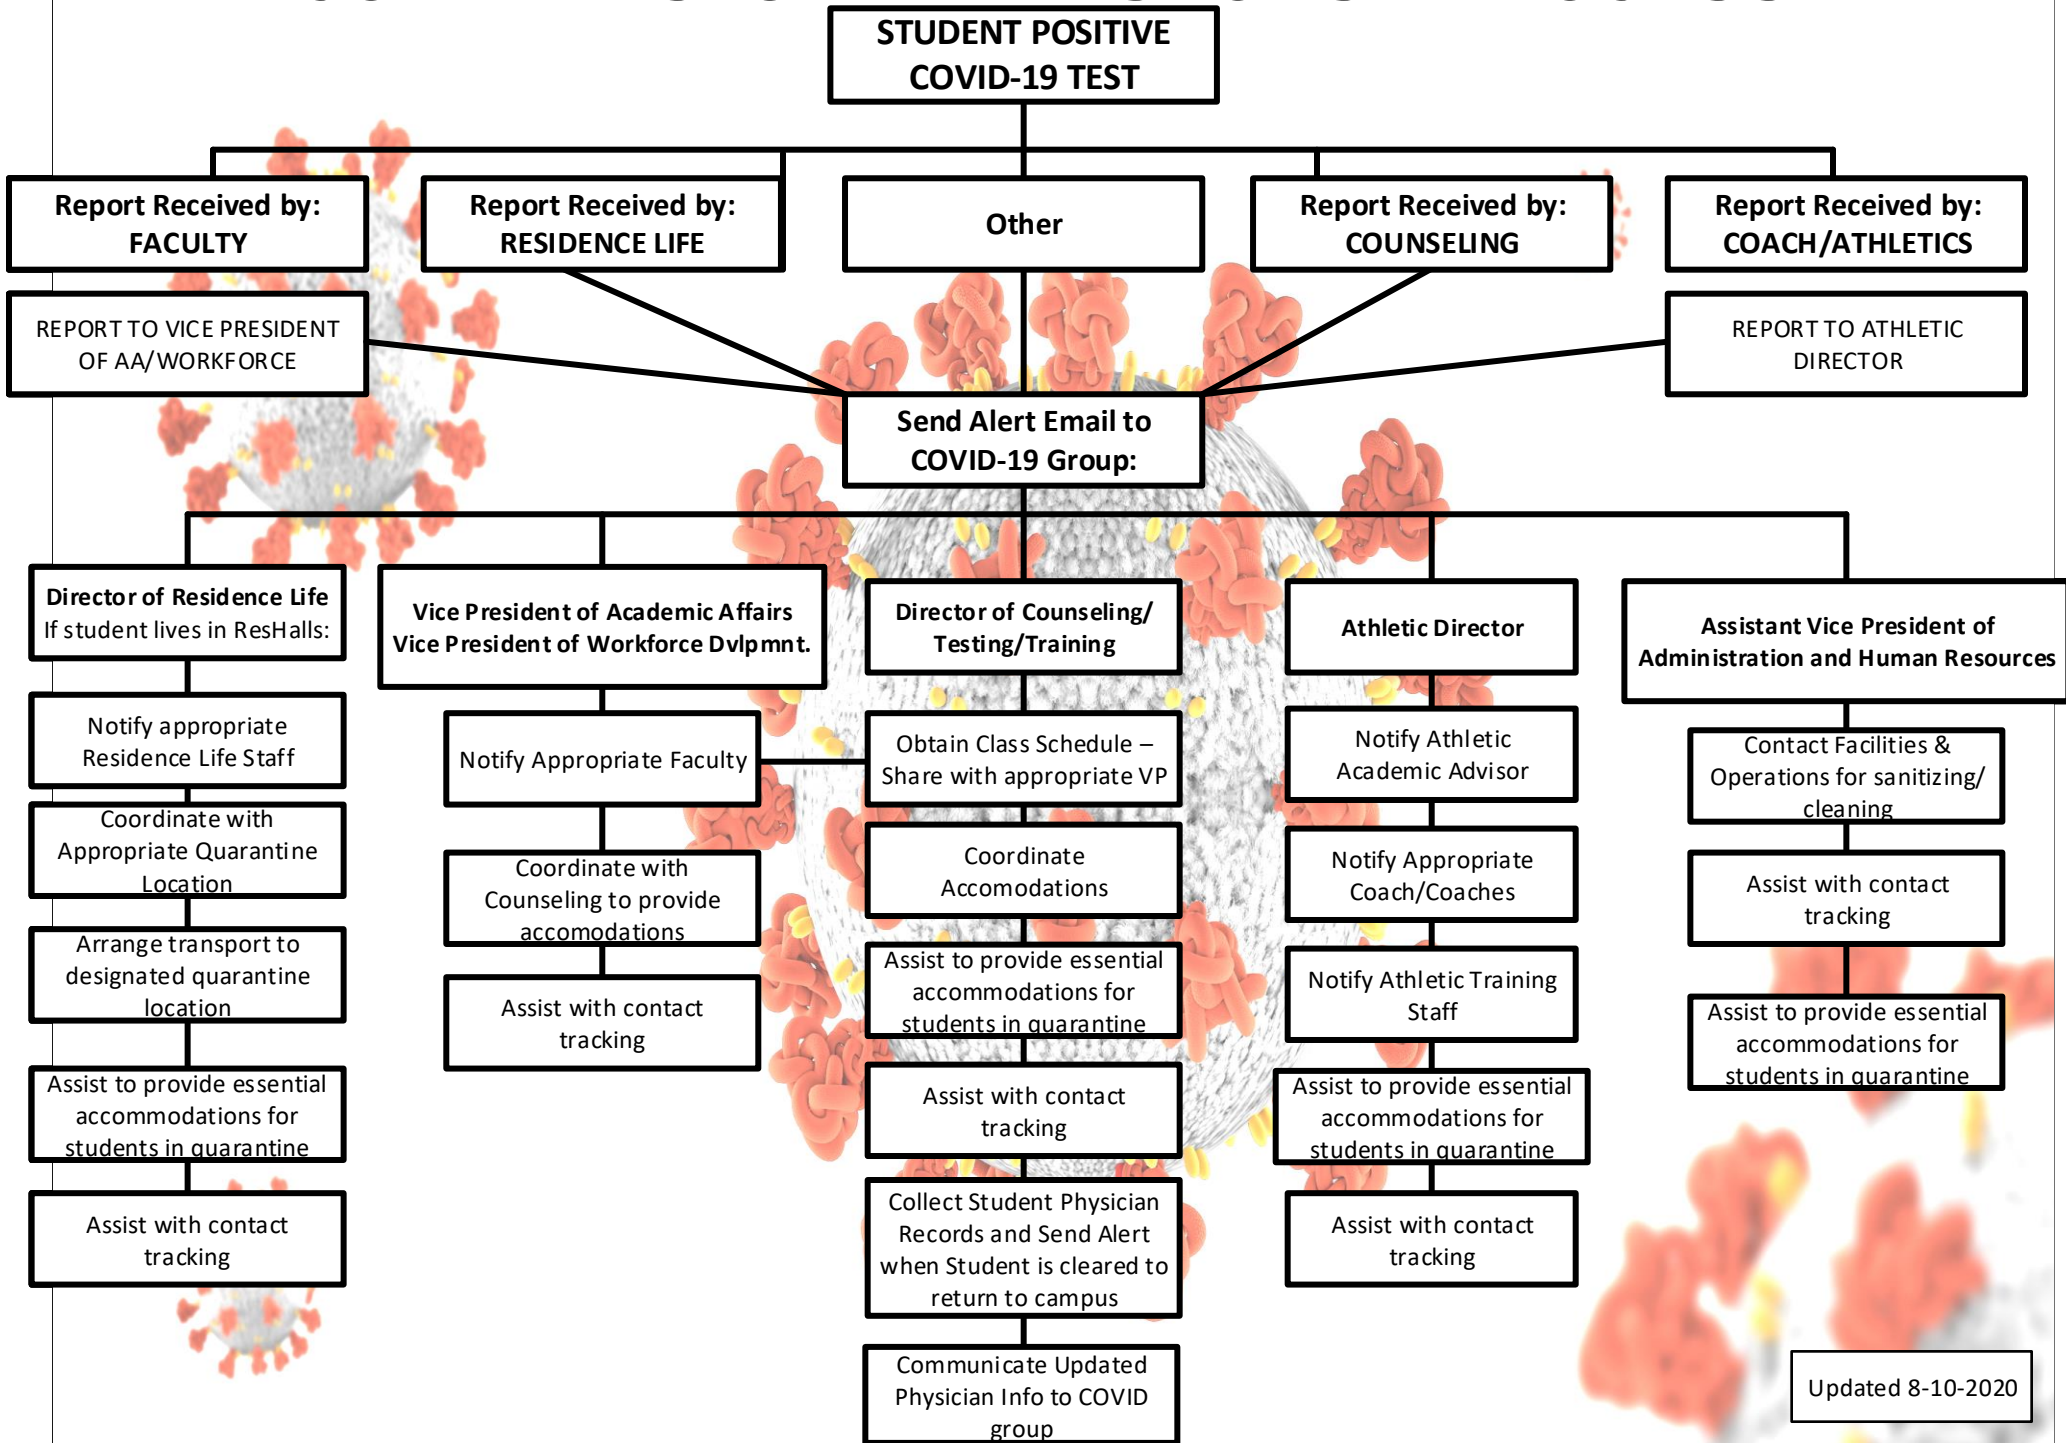 STUDENT POSITIVE
COVID-19 TEST
Report Received by:
FACULTY
Report Received by:
RESIDENCE LIFE
Other
Report Received by:
COUNSELING
Report Received by:
COACH/ATHLETICS
REPORT TO VICE PRESIDENT
OF AA/WORKFORCE
REPORT TO ATHLETIC
DIRECTOR
Send Alert Email to
COVID-19 Group:
Director of Residence Life
If student lives in ResHalls:
Notify appropriate
Residence Life Staff
Coordinate with
Appropriate Quarantine
Location
Arrange transport to
designated quarantine
location
Assist to provide essential
accommodations for
students in quarantine
Assist with contact
tracking
Vice President of Academic Affairs
Vice President of Workforce Dvlpmnt.
Notify Appropriate Faculty
Coordinate with
Counseling to provide
accomodations
Assist with contact
tracking
Director of Counseling/
Testing/Training
Obtain Class Schedule –
Share with appropriate VP
Coordinate
Accomodations
Assist to provide essential
accommodations for
students in quarantine
Assist with contact
tracking
Collect Student Physician
Records and Send Alert
when Student is cleared to
return to campus
Communicate Updated
Physician Info to COVID
group
Athletic Director
Notify Athletic
Academic Advisor
Notify Appropriate
Coach/Coaches
Notify Athletic Training
Staff
Assist to provide essential
accommodations for
students in quarantine
Assist with contact
tracking
Assistant Vice President of
Administration and Human Resources
Contact Facilities &
Operations for sanitizing/
cleaning
Assist with contact
tracking
Assist to provide essential
accommodations for
students in quarantine
Updated 8-10-2020